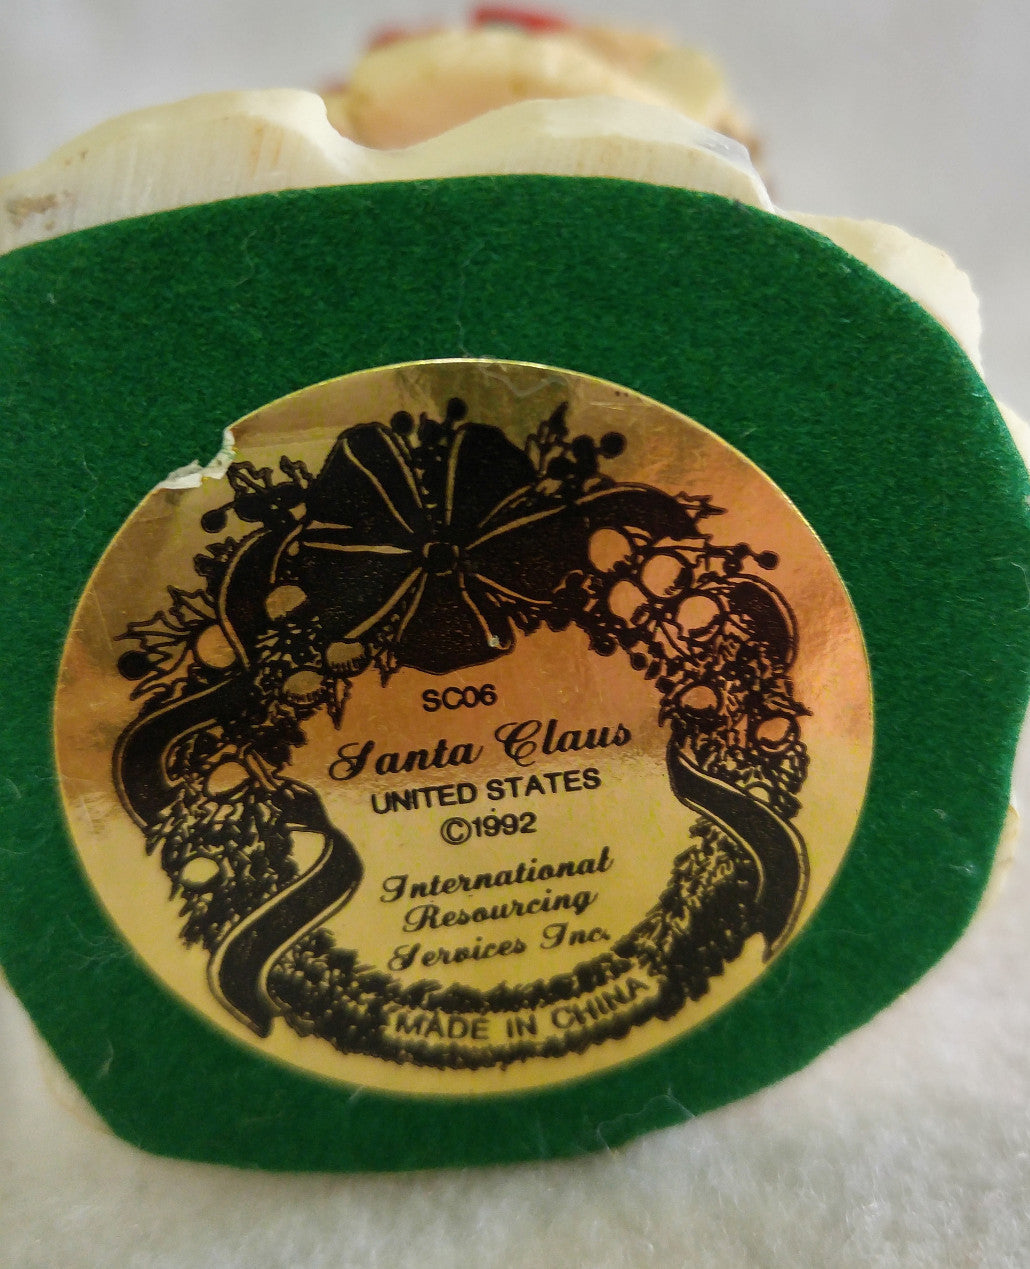 SC06
Santa Claus
UNITED STATES
©1992
International
Resourcing
Services Inc.
MADE IN CHINA